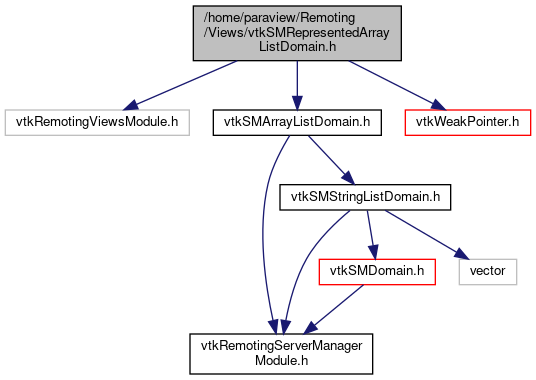 /home/paraview/Remoting
/Views/vtkSMRepresentedArray
ListDomain.h
vtkRemotingViewsModule.h
vtkSMArrayListDomain.h
vtkWeakPointer.h
vtkSMStringListDomain.h
vtkSMDomain.h
vector
vtkRemotingServerManager
Module.h